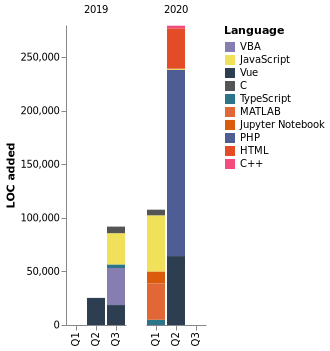 2019
2020
LOC added
250,000
200,000
150,000
100,000
50,000
0
Q1
Q2
Q3
Q1
Q2
Q3
Language
VBA
JavaScript
Vue
C
TypeScript
MATLAB
Jupyter Notebook
PHP
HTML
C++